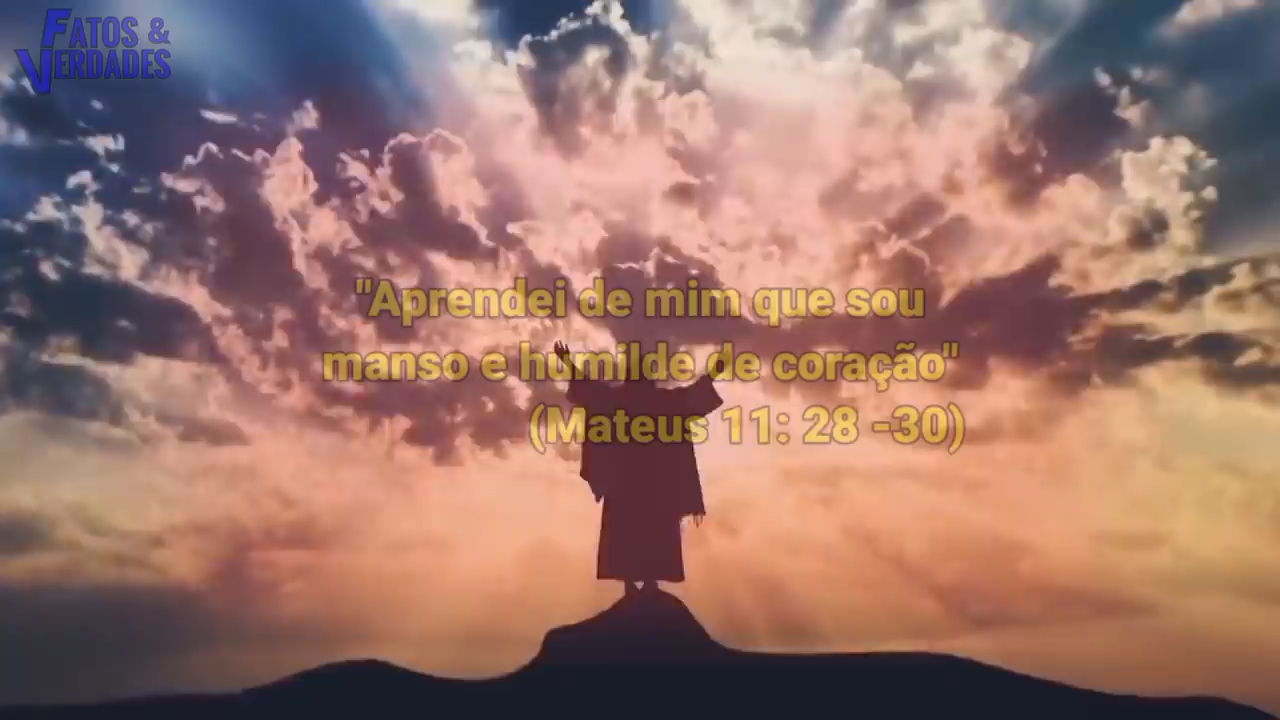 FATOS &
VERDADES
"Aprendei de mim que sou
manso e humilde de coração"
(Mateus 11: 28 -30)